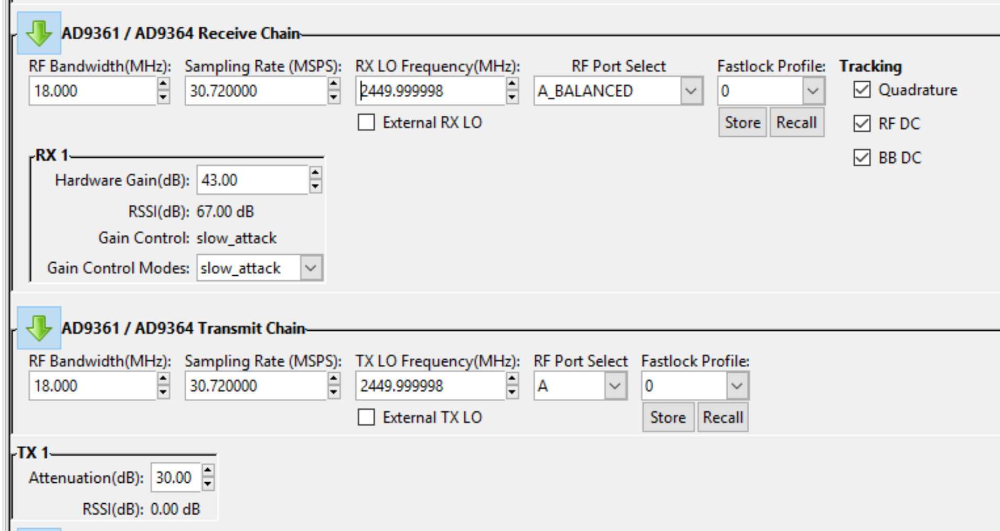 AD9361 / AD9364 Receive Chain
RF Bandwidth(MHz): Sampling Rate (MSPS): RX LO Frequency(MHz): RF Port Select Fastlock Profile: Tracking
18.000 30.720000 2449.999998 A_BALANCED 0 Quadrature
External RX LO Store Recall RF DC
BB DC
RX 1
Hardware Gain(dB): 43.00
RSSI(dB): 67.00 dB
Gain Control: slow_attack
Gain Control Modes: slow_attack
AD9361 / AD9364 Transmit Chain
RF Bandwidth(MHz): Sampling Rate (MSPS): TX LO Frequency(MHz): RF Port Select Fastlock Profile:
18.000 30.720000 2449.999998 A 0
External TX LO Store Recall
TX 1
Attenuation(dB): 30.00
RSSI(dB): 0.00 dB